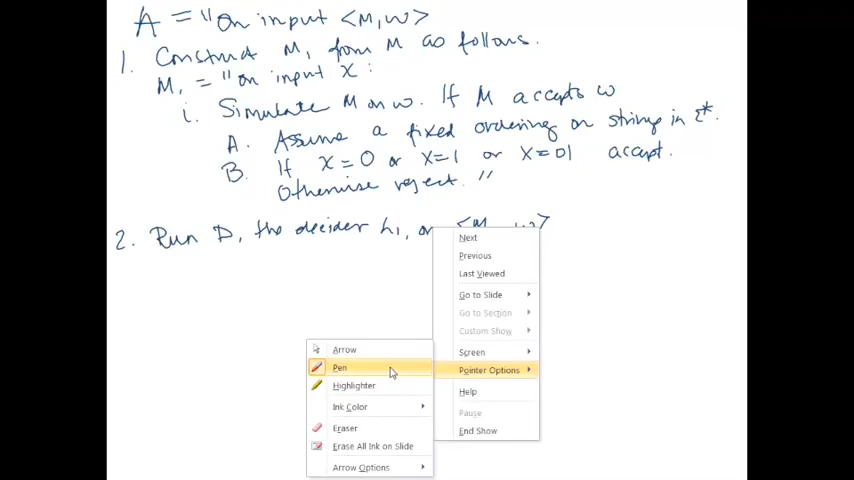 A = "On input <M, w>
1. Construct M₁ from M as follows.
M₁ = "on input x :
i. Simulate M on w. If M accepts w
A. Assume a fixed ordering on strings in Σ*.
B. If x=0 or x=1 or x=01 accept.
Otherwise reject."
2. Run D, the decider L₁, on <M, w>
Next
Previous
Last Viewed
Go to Slide
Go to Section
Custom Show
Screen
Pointer Options
Help
Pause
End Show
Arrow
Pen
Highlighter
Ink Color
Eraser
Erase All Ink on Slide
Arrow Options